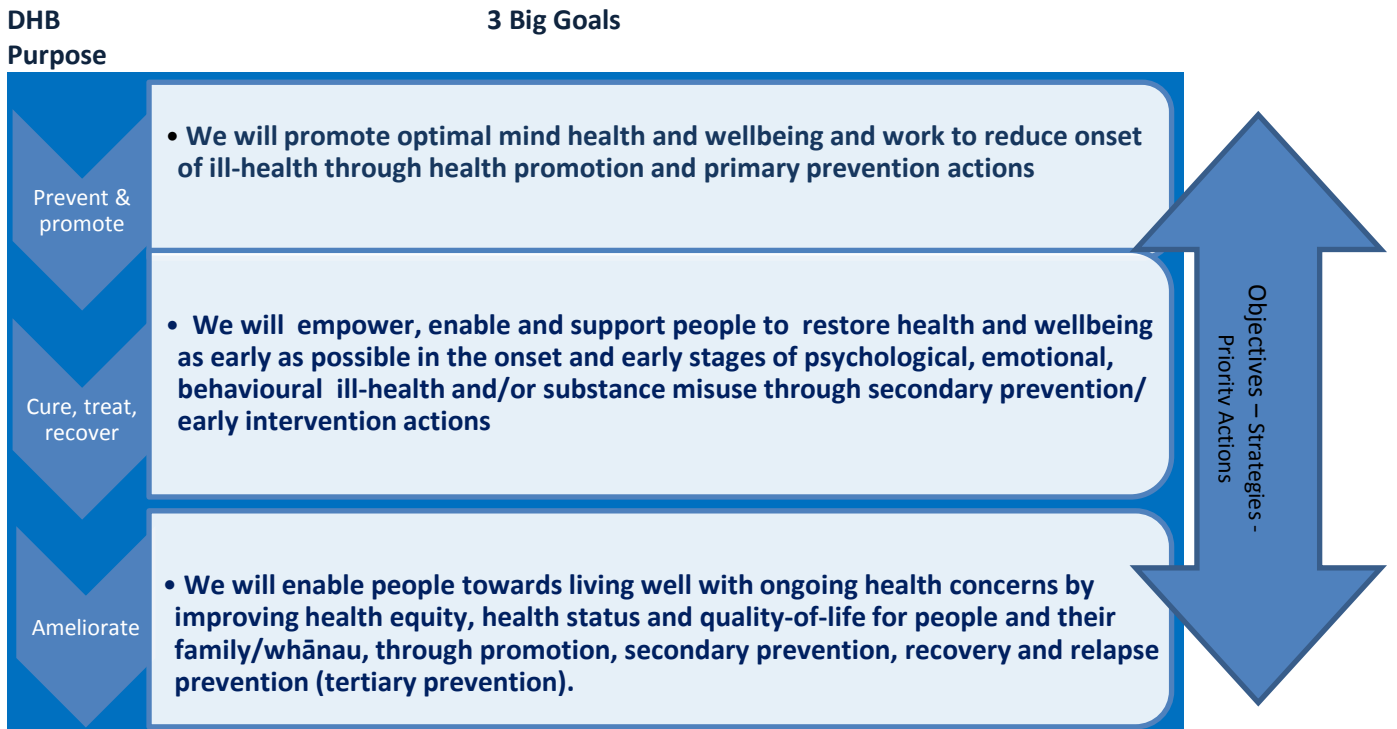 DHB
Purpose
3 Big Goals
Prevent &
promote
• We will promote optimal mind health and wellbeing and work to reduce onset
of ill-health through health promotion and primary prevention actions
Cure, treat,
recover
• We will empower, enable and support people to restore health and wellbeing
as early as possible in the onset and early stages of psychological, emotional,
behavioural ill-health and/or substance misuse through secondary prevention/
early intervention actions
Ameliorate
• We will enable people towards living well with ongoing health concerns by
improving health equity, health status and quality-of-life for people and their
family/whānau, through promotion, secondary prevention, recovery and relapse
prevention (tertiary prevention).
Objectives – Strategies -
Priority Actions